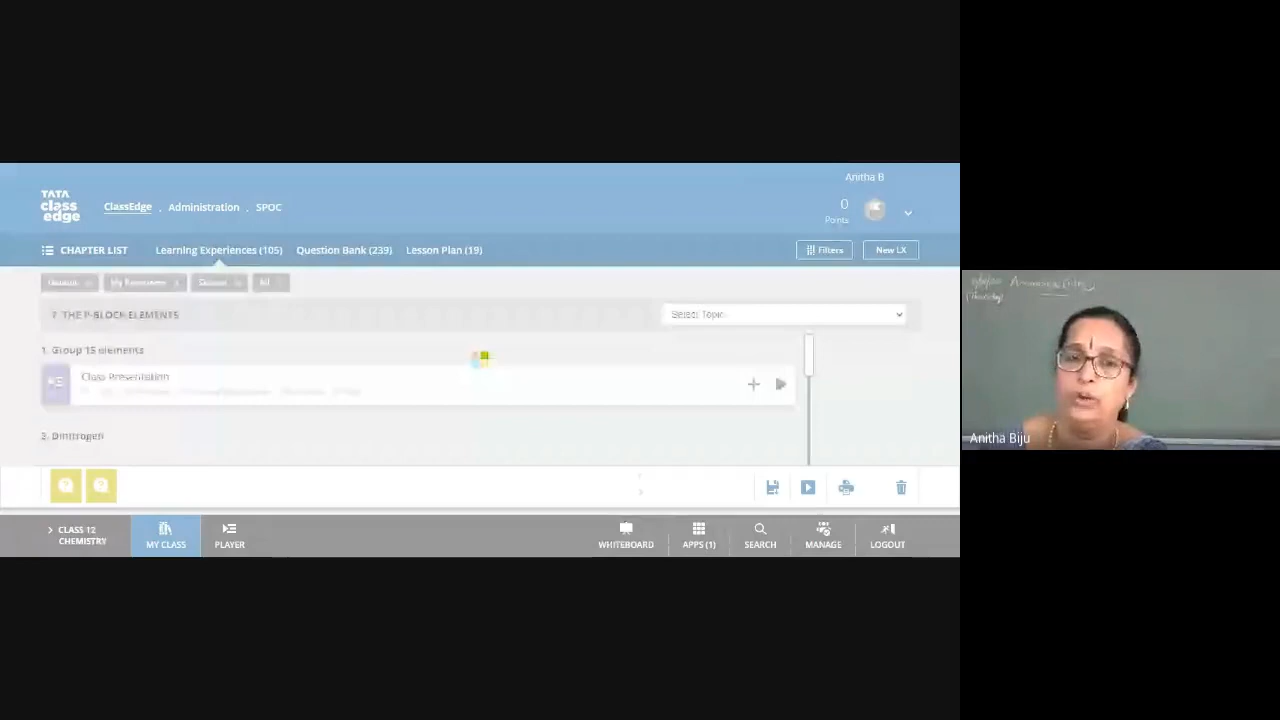 Anitha B
TATA
class
edge
ClassEdge . Administration . SPOC
0
Points
CHAPTER LIST Learning Experiences (105) Question Bank (239) Lesson Plan (19) Filters New LX
7. THE P-BLOCK ELEMENTS Select Topic
1. Group 15 elements
Class Presentation
2. Dinitrogen
Anitha Biju
> CLASS 12
CHEMISTRY
MY CLASS PLAYER WHITEBOARD APPS (1) SEARCH MANAGE LOGOUT